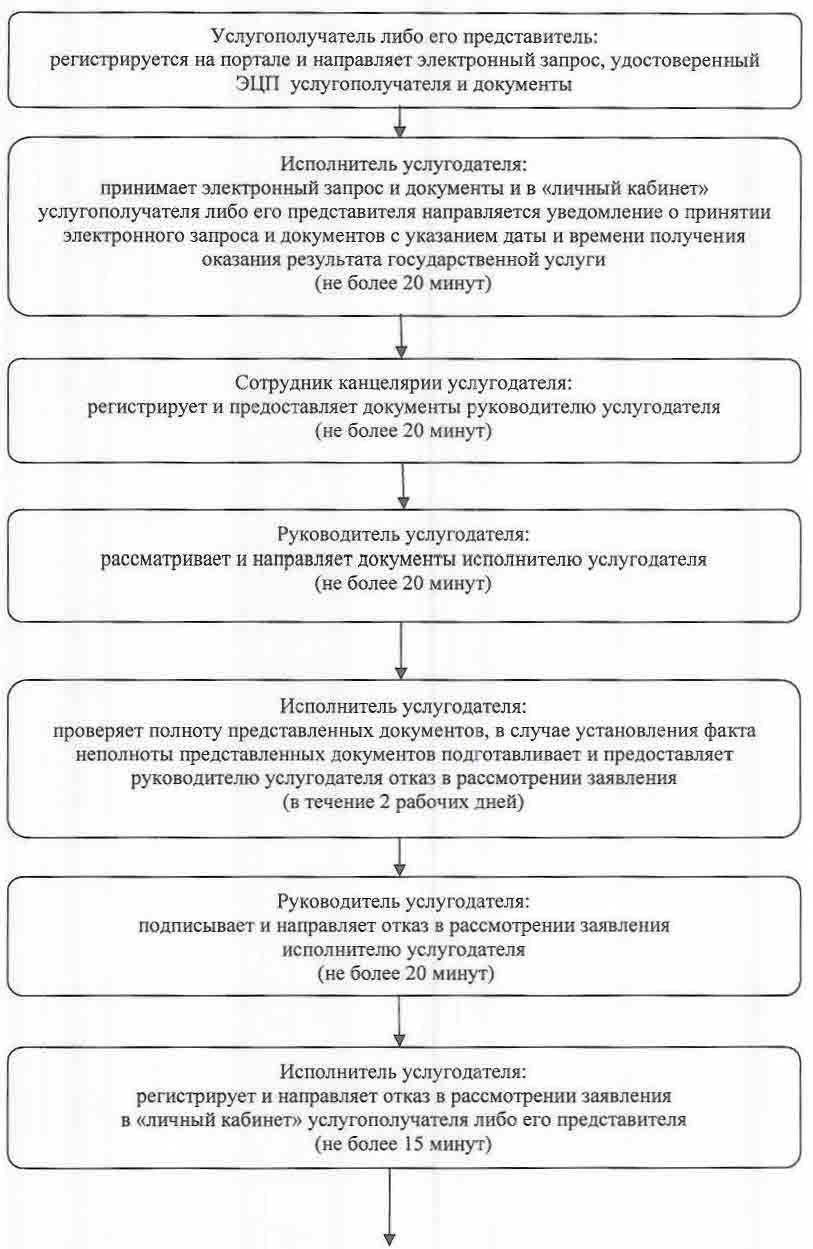 Услугополучатель либо его представитель:
регистрируется на портале и направляет электронный запрос, удостоверенный
ЭЦП услугополучателя и документы
Исполнитель услугодателя:
принимает электронный запрос и документы и в «личный кабинет»
услугополучателя либо его представителя направляется уведомление о принятии
электронного запроса и документов с указанием даты и времени получения
оказания результата государственной услуги
(не более 20 минут)
Сотрудник канцелярии услугодателя:
регистрирует и предоставляет документы руководителю услугодателя
(не более 20 минут)
Руководитель услугодателя:
рассматривает и направляет документы исполнителю услугодателя
(не более 20 минут)
Исполнитель услугодателя:
проверяет полноту представленных документов, в случае установления факта
неполноты представленных документов подготавливает и предоставляет
руководителю услугодателя отказ в рассмотрении заявления
(в течение 2 рабочих дней)
Руководитель услугодателя:
подписывает и направляет отказ в рассмотрении заявления
исполнителю услугодателя
(не более 20 минут)
Исполнитель услугодателя:
регистрирует и направляет отказ в рассмотрении заявления
в «личный кабинет» услугополучателя либо его представителя
(не более 15 минут)